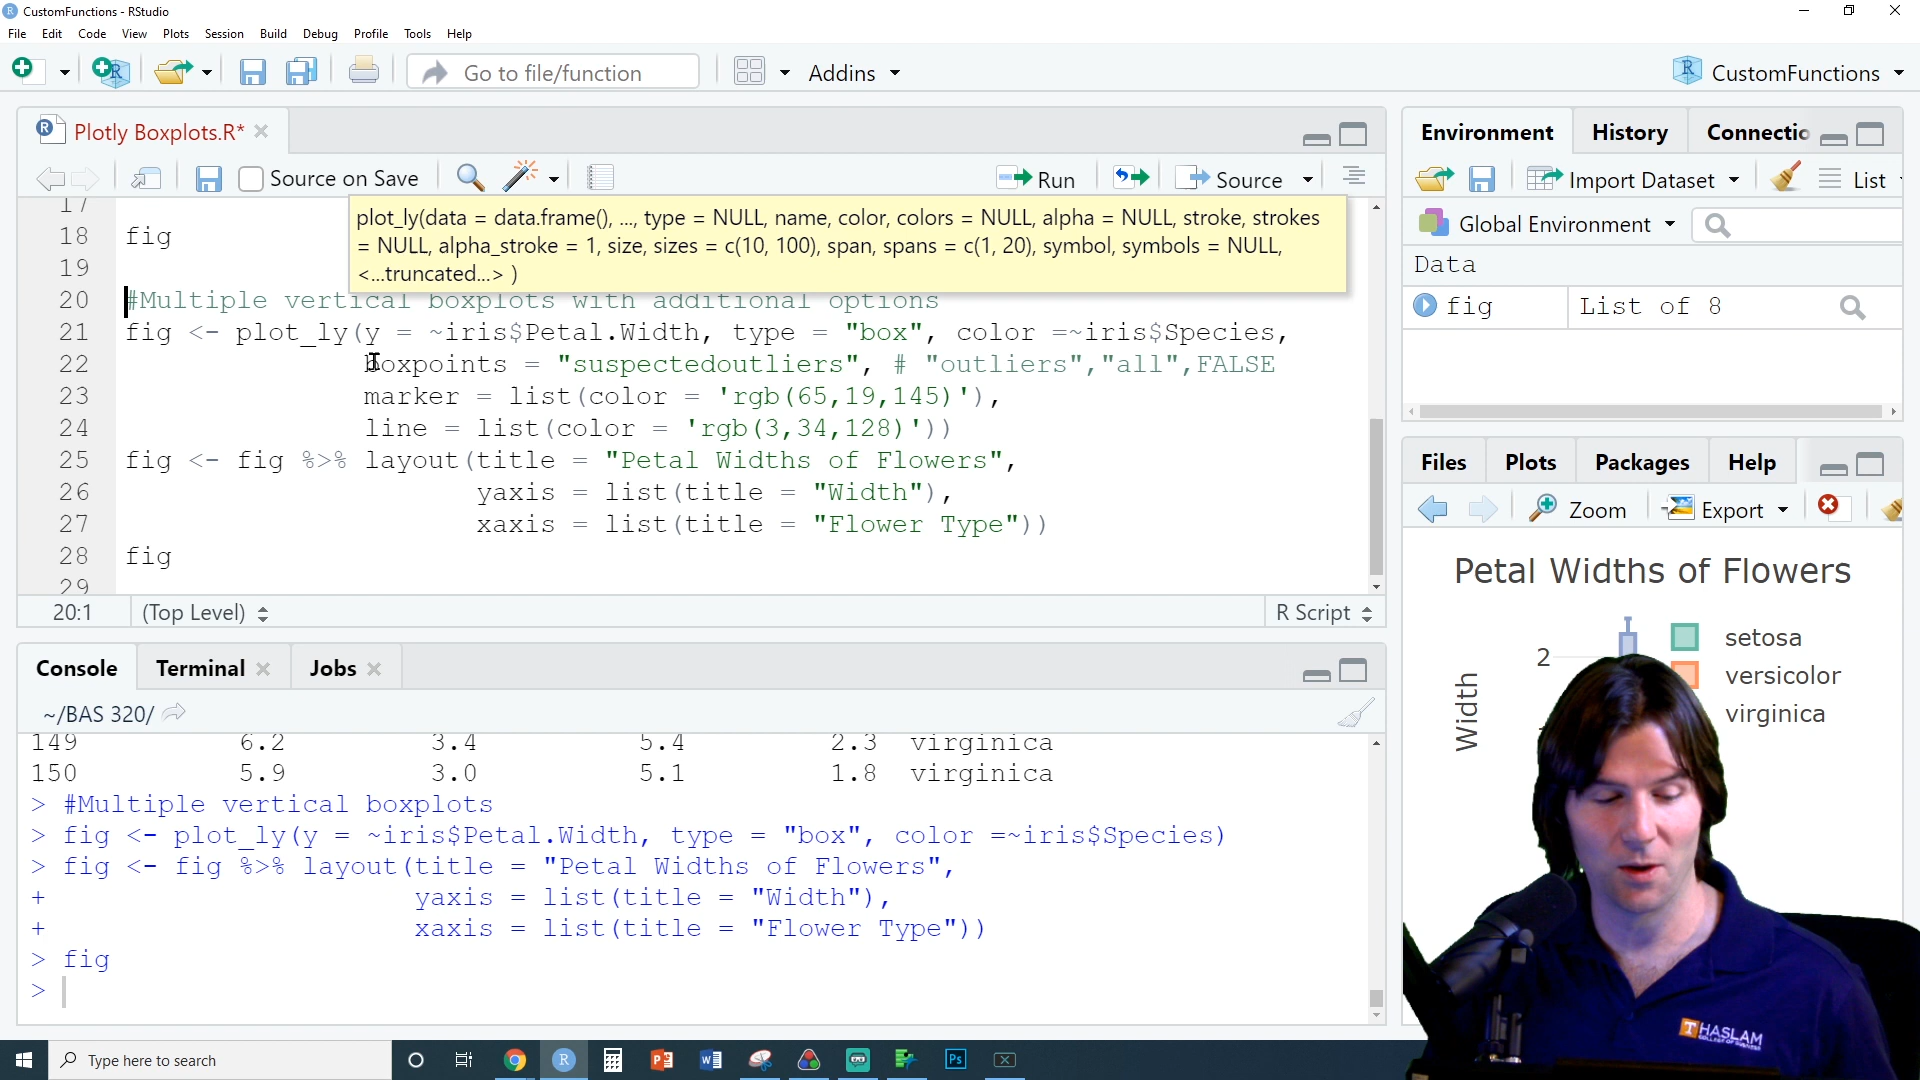 CustomFunctions - RStudio
File Edit Code View Plots Session Build Debug Profile Tools Help
Go to file/function
Addins
CustomFunctions
Plotly Boxplots.R*
Source on Save
Run
Source
17
18 fig
19
20 #Multiple vertical boxplots with additional options
21 fig <- plot_ly(y = ~iris$Petal.Width, type = "box", color =~iris$Species,
22 boxpoints = "suspectedoutliers", # "outliers","all",FALSE
23 marker = list(color = 'rgb(65,19,145)'),
24 line = list(color = 'rgb(3,34,128)'))
25 fig <- fig %>% layout(title = "Petal Widths of Flowers",
26 yaxis = list(title = "Width"),
27 xaxis = list(title = "Flower Type"))
28 fig
29
plot_ly(data = data.frame(), ..., type = NULL, name, color, colors = NULL, alpha = NULL, stroke, strokes
= NULL, alpha_stroke = 1, size, sizes = c(10, 100), span, spans = c(1, 20), symbol, symbols = NULL,
<...truncated...> )
20:1 (Top Level) R Script
Console Terminal Jobs
~/BAS 320/
149 6.2 3.4 5.4 2.3 virginica
150 5.9 3.0 5.1 1.8 virginica
> #Multiple vertical boxplots
> fig <- plot_ly(y = ~iris$Petal.Width, type = "box", color =~iris$Species)
> fig <- fig %>% layout(title = "Petal Widths of Flowers",
+ yaxis = list(title = "Width"),
+ xaxis = list(title = "Flower Type"))
> fig
>
Environment History Connectio
Import Dataset List
Global Environment
Data
fig List of 8
Files Plots Packages Help
Zoom Export
Petal Widths of Flowers
2
Width
setosa
versicolor
virginica
T HASLAM
COLLEGE OF BUSINESS
Type here to search
Ps